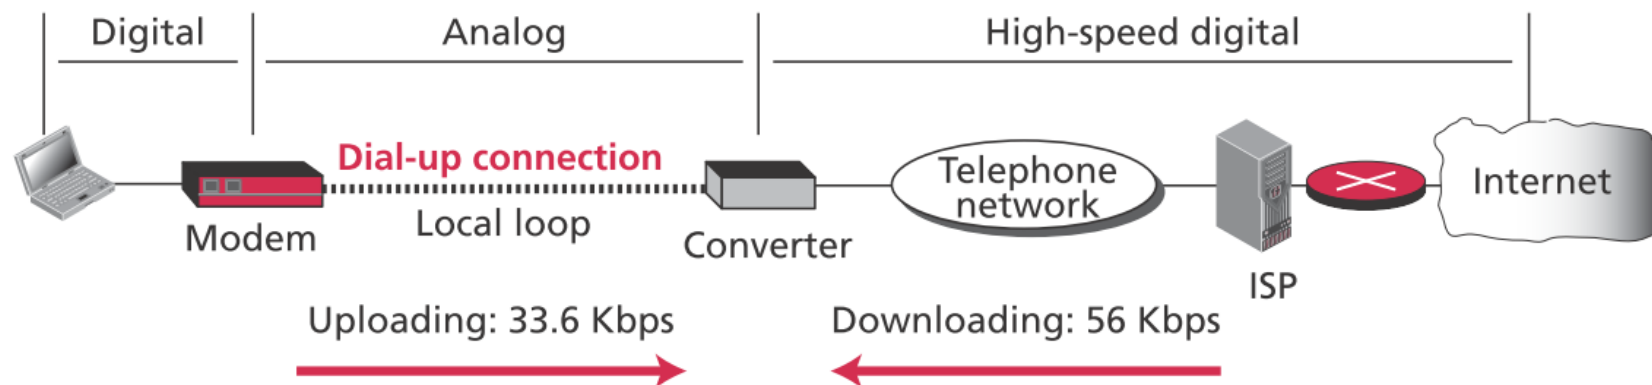 Digital
Analog
High-speed digital
Dial-up connection
Local loop
Modem
Converter
Telephone
network
ISP
Internet
Uploading: 33.6 Kbps
Downloading: 56 Kbps